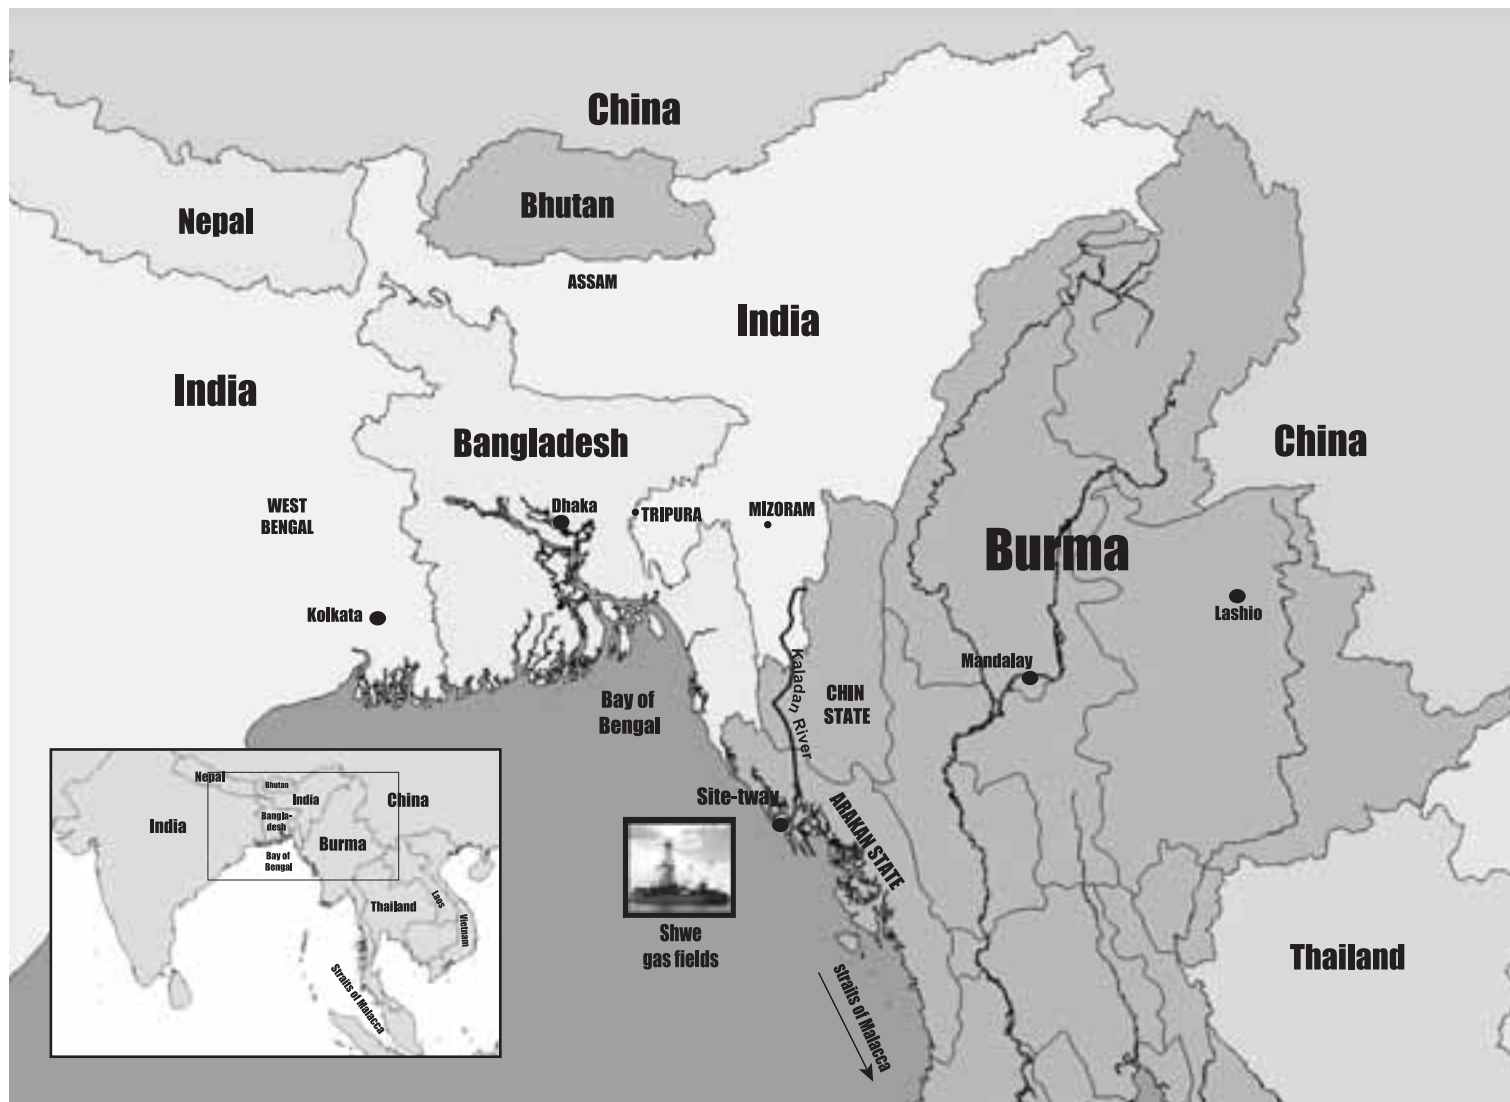 China
Bhutan
Nepal
ASSAM
India
India
Bangladesh
China
WEST
BENGAL
Dhaka
TRIPURA
MIZORAM
Burma
Kolkata
Lashio
Mandalay
Kaladan River
CHIN
STATE
Bay of
Bengal
Site-tway
ARAKAN STATE
Shwe
gas fields
straits of Malacca
Thailand
Nepal
Bhutan
India
China
Bangla-
desh
India
Burma
Bay of
Bengal
Thailand
Laos
Vietnam
Straits of Malacca